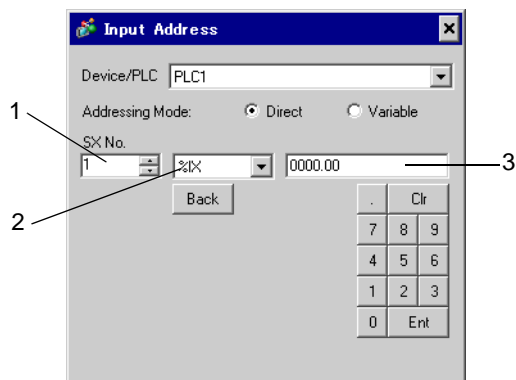 Input Address
Device/PLC PLC1
Addressing Mode: Direct Variable
SX No.
1 %IX 0000.00
Back
. Clr
7 8 9
4 5 6
1 2 3
0 Ent
1
2
3